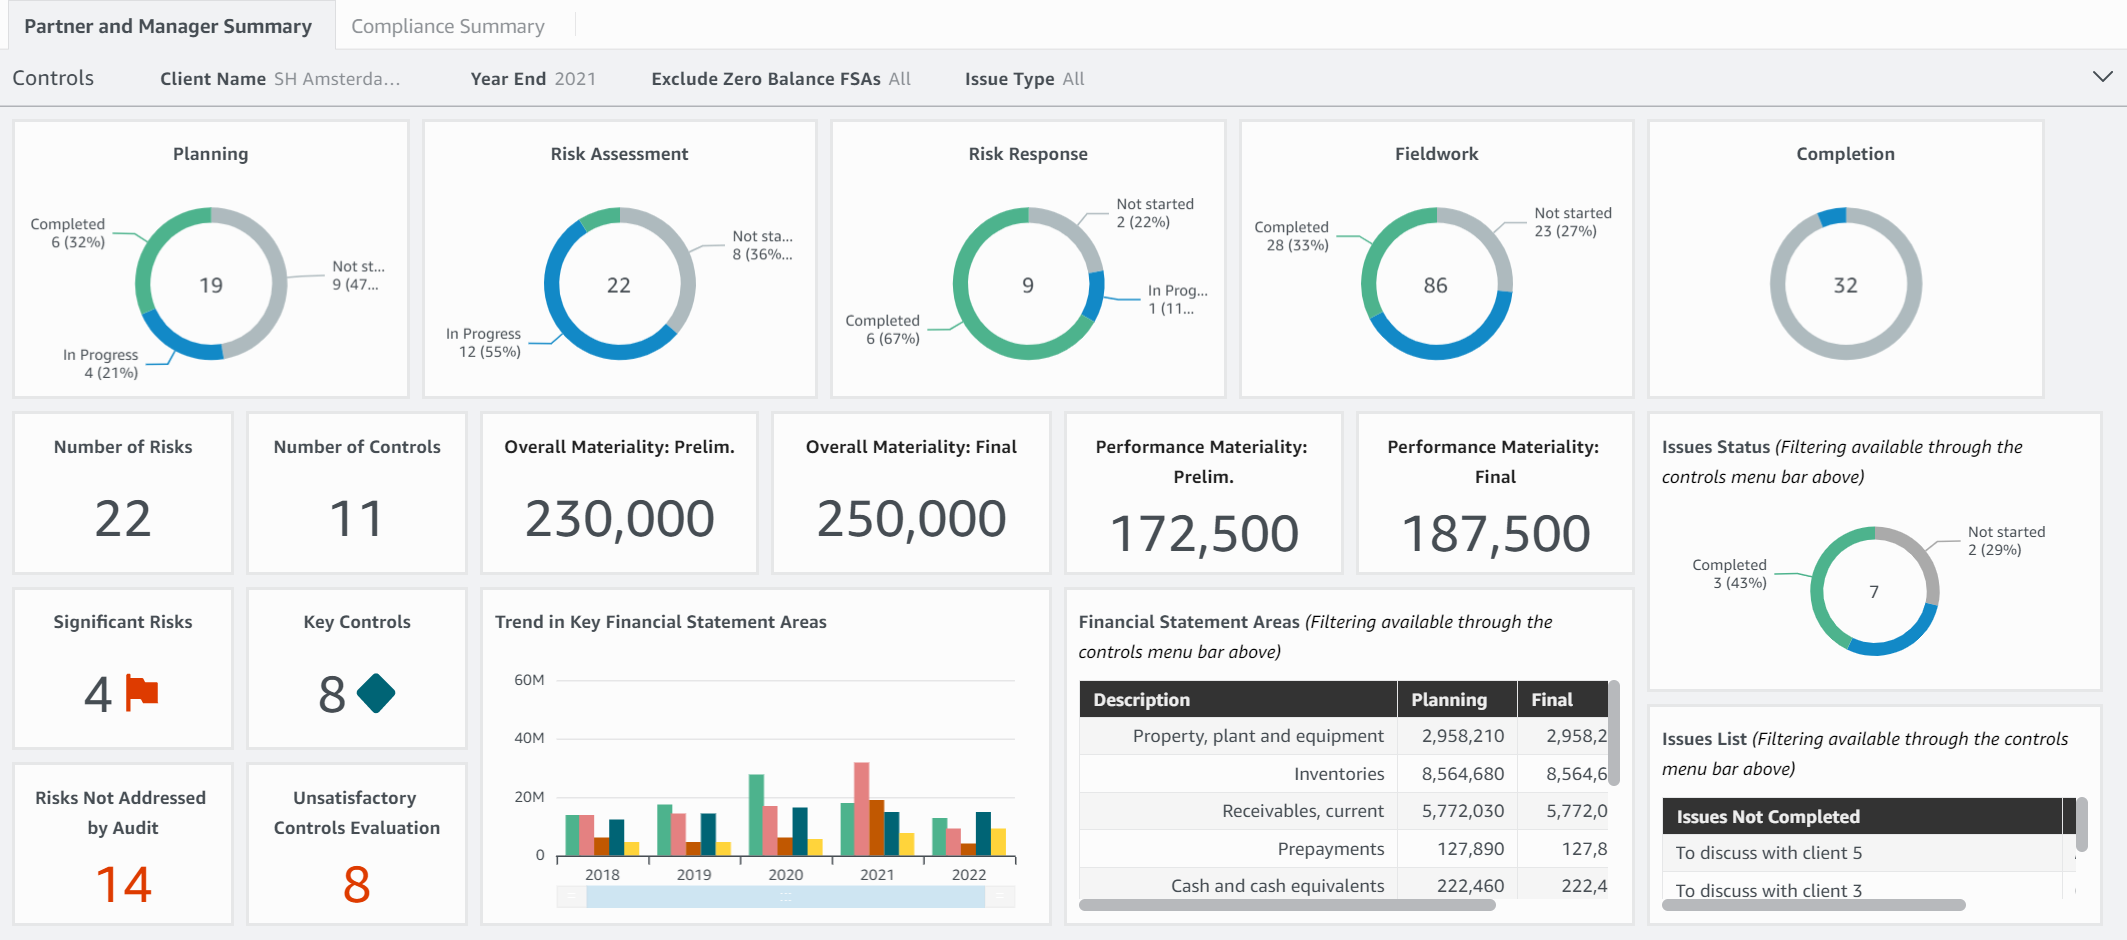 Partner and Manager Summary
Compliance Summary
Controls
Client Name SH Amsterda...
Year End 2021
Exclude Zero Balance FSAs All
Issue Type All
Planning
Completed
6 (32%)
Not st...
9 (47...
19
In Progress
4 (21%)
Risk Assessment
Not sta...
8 (36%...
22
In Progress
12 (55%)
Risk Response
Not started
2 (22%)
9
In Prog...
1 (11...
Completed
6 (67%)
Fieldwork
Completed
28 (33%)
Not started
23 (27%)
86
Completion
32
Number of Risks
22
Number of Controls
11
Overall Materiality: Prelim.
230,000
Overall Materiality: Final
250,000
Performance Materiality:
Prelim.
172,500
Performance Materiality:
Final
187,500
Issues Status (Filtering available through the
controls menu bar above)
Not started
2 (29%)
Completed
3 (43%)
7
Significant Risks
4
Key Controls
8
Risks Not Addressed
by Audit
14
Unsatisfactory
Controls Evaluation
8
Trend in Key Financial Statement Areas
60M
40M
20M
0
2018 2019 2020 2021 2022
Financial Statement Areas (Filtering available through the
controls menu bar above)
Description Planning Final
Property, plant and equipment 2,958,210 2,958,2
Inventories 8,564,680 8,564,6
Receivables, current 5,772,030 5,772,0
Prepayments 127,890 127,8
Cash and cash equivalents 222,460 222,4
Issues List (Filtering available through the controls
menu bar above)
Issues Not Completed
To discuss with client 5
To discuss with client 3